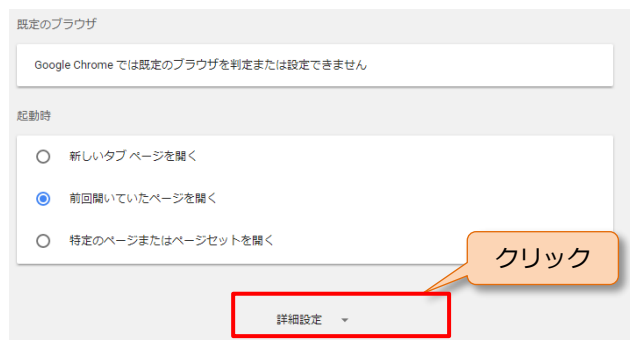 既定のブラウザ
Google Chrome では既定のブラウザを判定または設定できません
起動時
新しいタブ ページを開く
前回開いていたページを開く
特定のページまたはページセットを開く
クリック
詳細設定